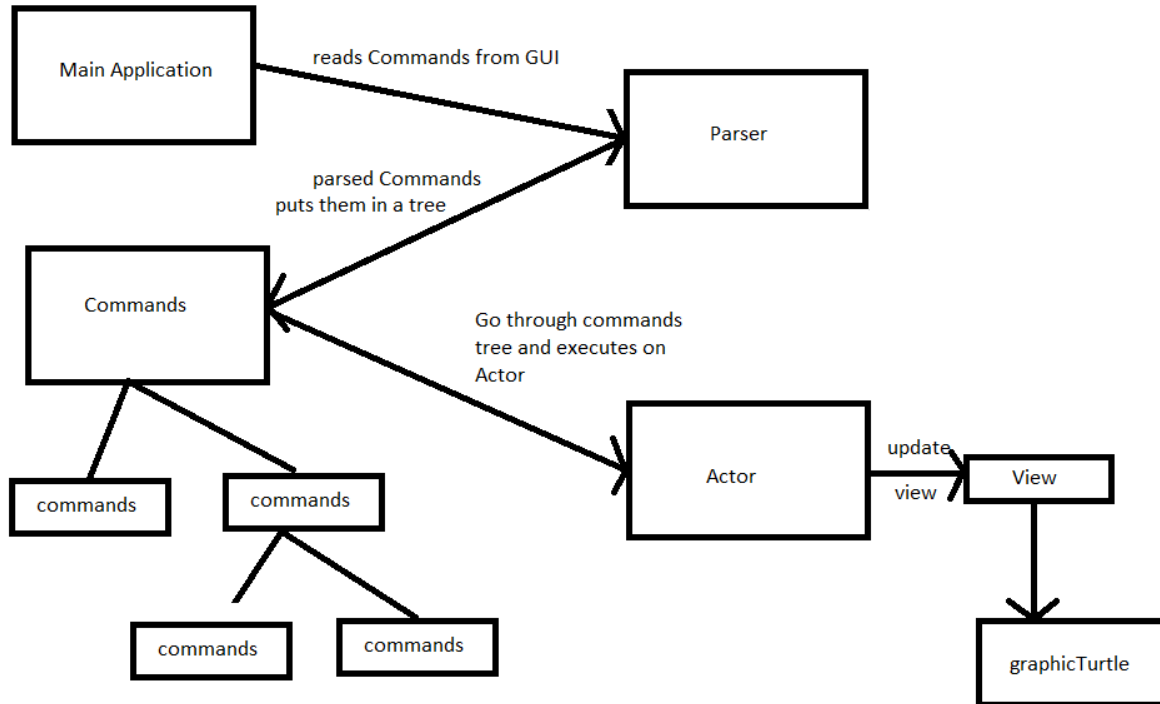 Main Application
reads Commands from GUI
Parser
parsed Commands
puts them in a tree
Commands
Go through commands
tree and executes on
Actor
Actor
update
view
View
commands
commands
commands
commands
graphicTurtle